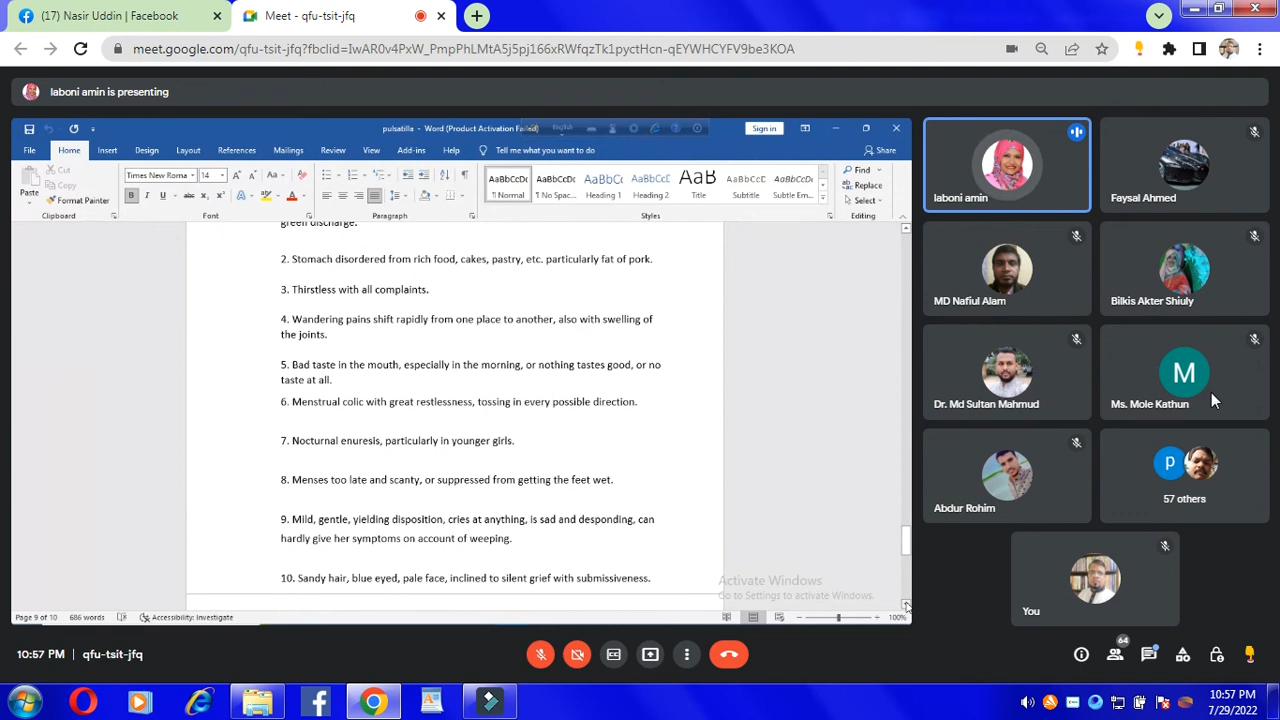 (17) Nasir Uddin | Facebook
Meet - qfu-tsit-jfq
meet.google.com/qfu-tsit-jfq?fbclid=IwAR0v4PxW_PmpPhLMtA5j5pj166xRWfqzTk1pyctHcn-qEYWHCYFV9be3KOA
laboni amin is presenting
pulsatilla - Word (Product Activation Failed)
English
Sign in
File Home Insert Design Layout References Mailings Review View Add-ins Help Tell me what you want to do Share
Cut
Copy
Format Painter
Paste
Clipboard
Times New Roma 14
Font
Paragraph
AaBbCcDc AaBbCcDc AaBbCc AaBbCcC AaB AaBbCcD AaBbCcDc
¶ Normal ¶ No Spac... Heading 1 Heading 2 Title Subtitle Subtle Em...
Styles
Find
Replace
Select
Editing
green discharge.
2. Stomach disordered from rich food, cakes, pastry, etc. particularly fat of pork.
3. Thirstless with all complaints.
4. Wandering pains shift rapidly from one place to another, also with swelling of
the joints.
5. Bad taste in the mouth, especially in the morning, or nothing tastes good, or no
taste at all.
6. Menstrual colic with great restlessness, tossing in every possible direction.
7. Nocturnal enuresis, particularly in younger girls.
8. Menses too late and scanty, or suppressed from getting the feet wet.
9. Mild, gentle, yielding disposition, cries at anything, is sad and desponding, can
hardly give her symptoms on account of weeping.
10. Sandy hair, blue eyed, pale face, inclined to silent grief with submissiveness.
Activate Windows
Go to Settings to activate Windows.
Page 9 of 10 686 words Accessibility: Investigate 100%
laboni amin
Faysal Ahmed
MD Nafiul Alam
Bilkis Akter Shiuly
Dr. Md Sultan Mahmud
M
Ms. Mole Kathun
Abdur Rohim
p
57 others
You
10:57 PM qfu-tsit-jfq
64
10:57 PM
7/29/2022